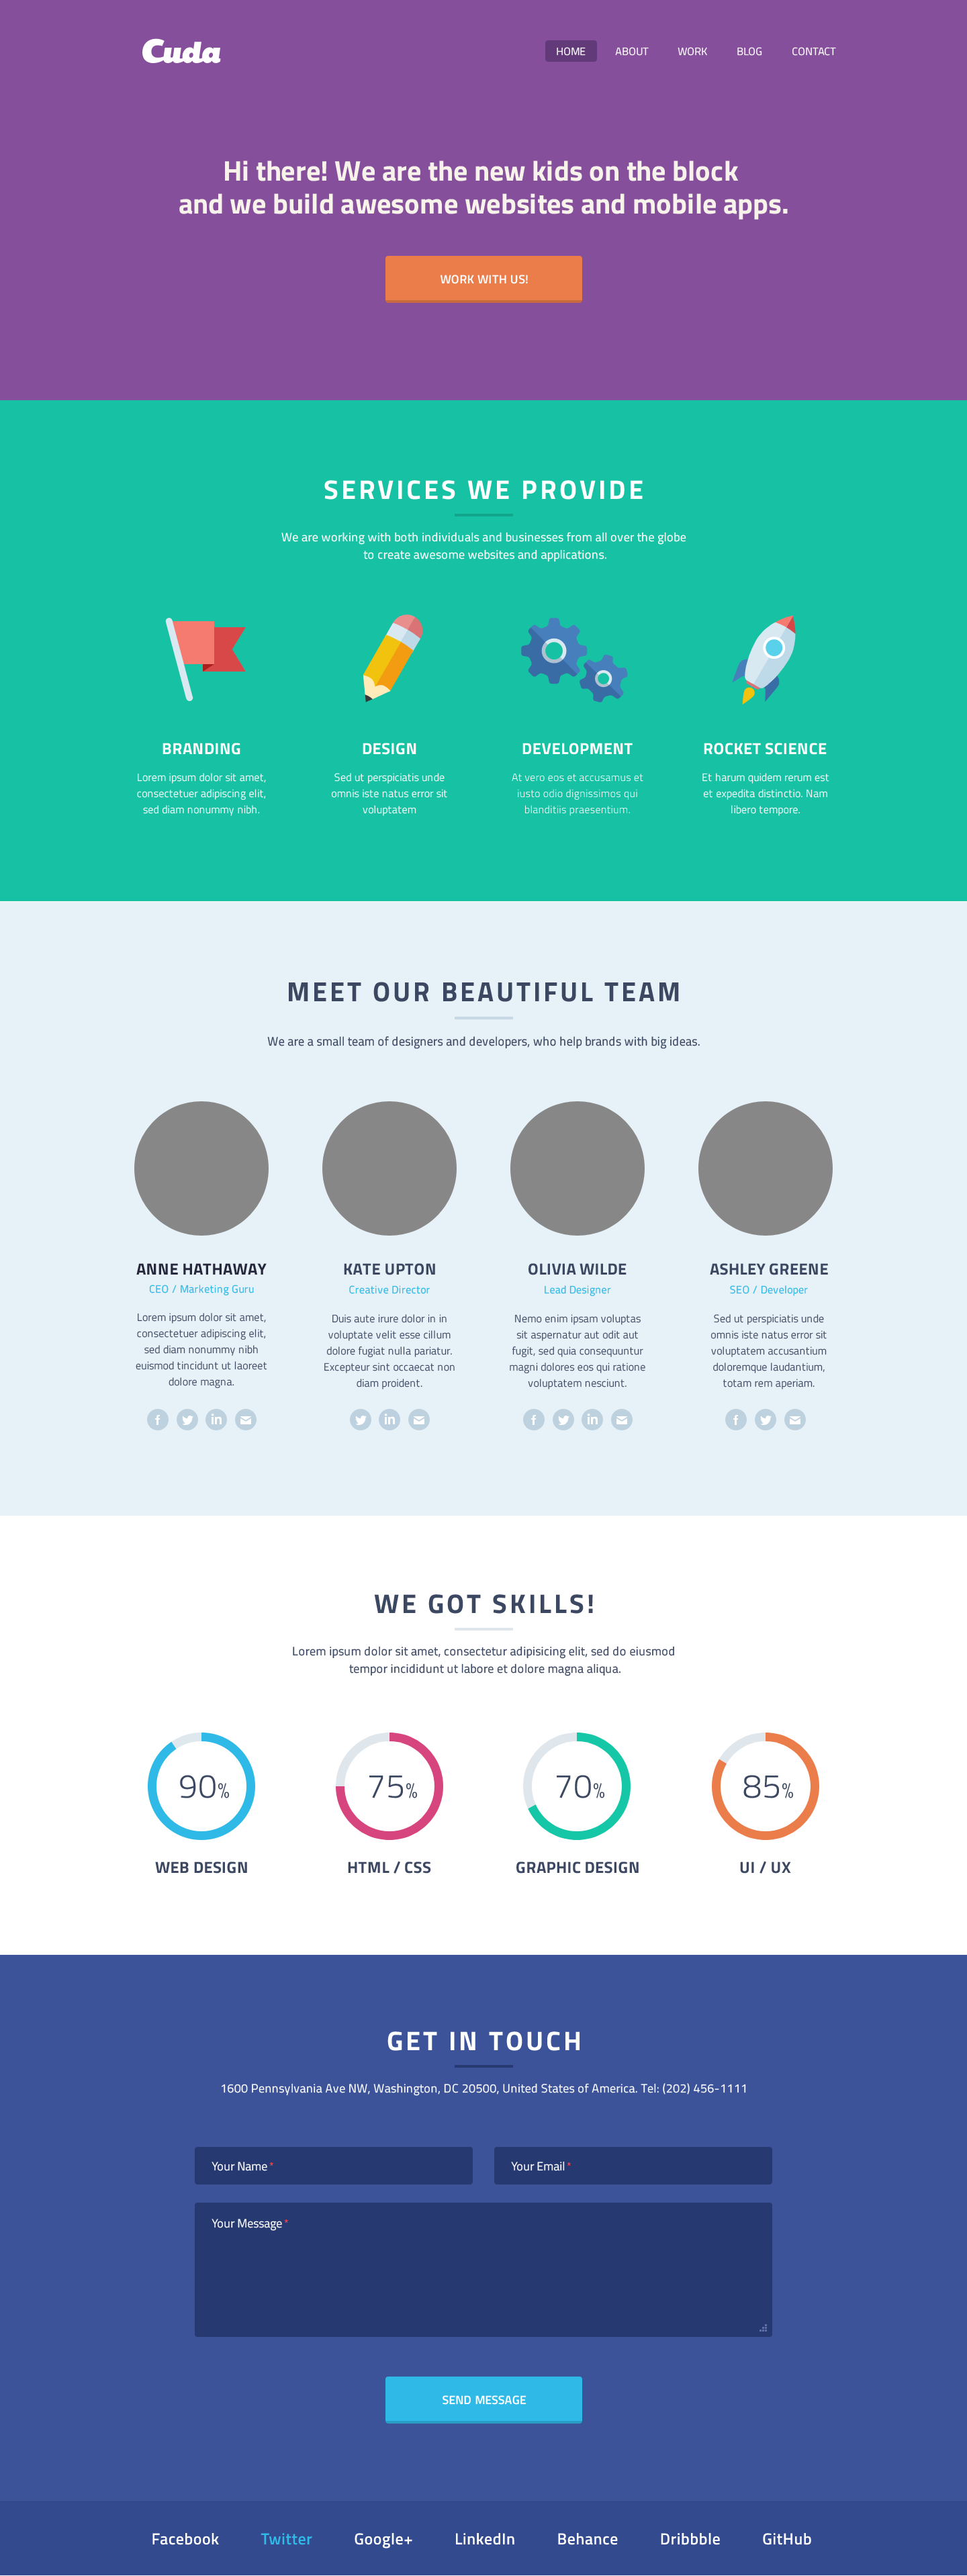 Cuda
HOME ABOUT WORK BLOG CONTACT
Hi there! We are the new kids on the block
and we build awesome websites and mobile apps.
WORK WITH US!
SERVICES WE PROVIDE
We are working with both individuals and businesses from all over the globe
to create awesome websites and applications.
BRANDING
Lorem ipsum dolor sit amet,
consectetuer adipiscing elit,
sed diam nonummy nibh.
DESIGN
Sed ut perspiciatis unde
omnis iste natus error sit
voluptatem
DEVELOPMENT
At vero eos et accusamus et
iusto odio dignissimos qui
blanditiis praesentium.
ROCKET SCIENCE
Et harum quidem rerum est
et expedita distinctio. Nam
libero tempore.
MEET OUR BEAUTIFUL TEAM
We are a small team of designers and developers, who help brands with big ideas.
ANNE HATHAWAY
CEO / Marketing Guru
Lorem ipsum dolor sit amet,
consectetuer adipiscing elit,
sed diam nonummy nibh
euismod tincidunt ut laoreet
dolore magna.
KATE UPTON
Creative Director
Duis aute irure dolor in in
voluptate velit esse cillum
dolore fugiat nulla pariatur.
Excepteur sint occaecat non
diam proident.
OLIVIA WILDE
Lead Designer
Nemo enim ipsam voluptas
sit aspernatur aut odit aut
fugit, sed quia consequuntur
magni dolores eos qui ratione
voluptatem nesciunt.
ASHLEY GREENE
SEO / Developer
Sed ut perspiciatis unde
omnis iste natus error sit
voluptatem accusantium
doloremque laudantium,
totam rem aperiam.
WE GOT SKILLS!
Lorem ipsum dolor sit amet, consectetur adipisicing elit, sed do eiusmod
tempor incididunt ut labore et dolore magna aliqua.
90%
WEB DESIGN
75%
HTML / CSS
70%
GRAPHIC DESIGN
85%
UI / UX
GET IN TOUCH
1600 Pennsylvania Ave NW, Washington, DC 20500, United States of America. Tel: (202) 456-1111
Your Name *
Your Email *
Your Message *
SEND MESSAGE
Facebook Twitter Google+ LinkedIn Behance Dribbble GitHub